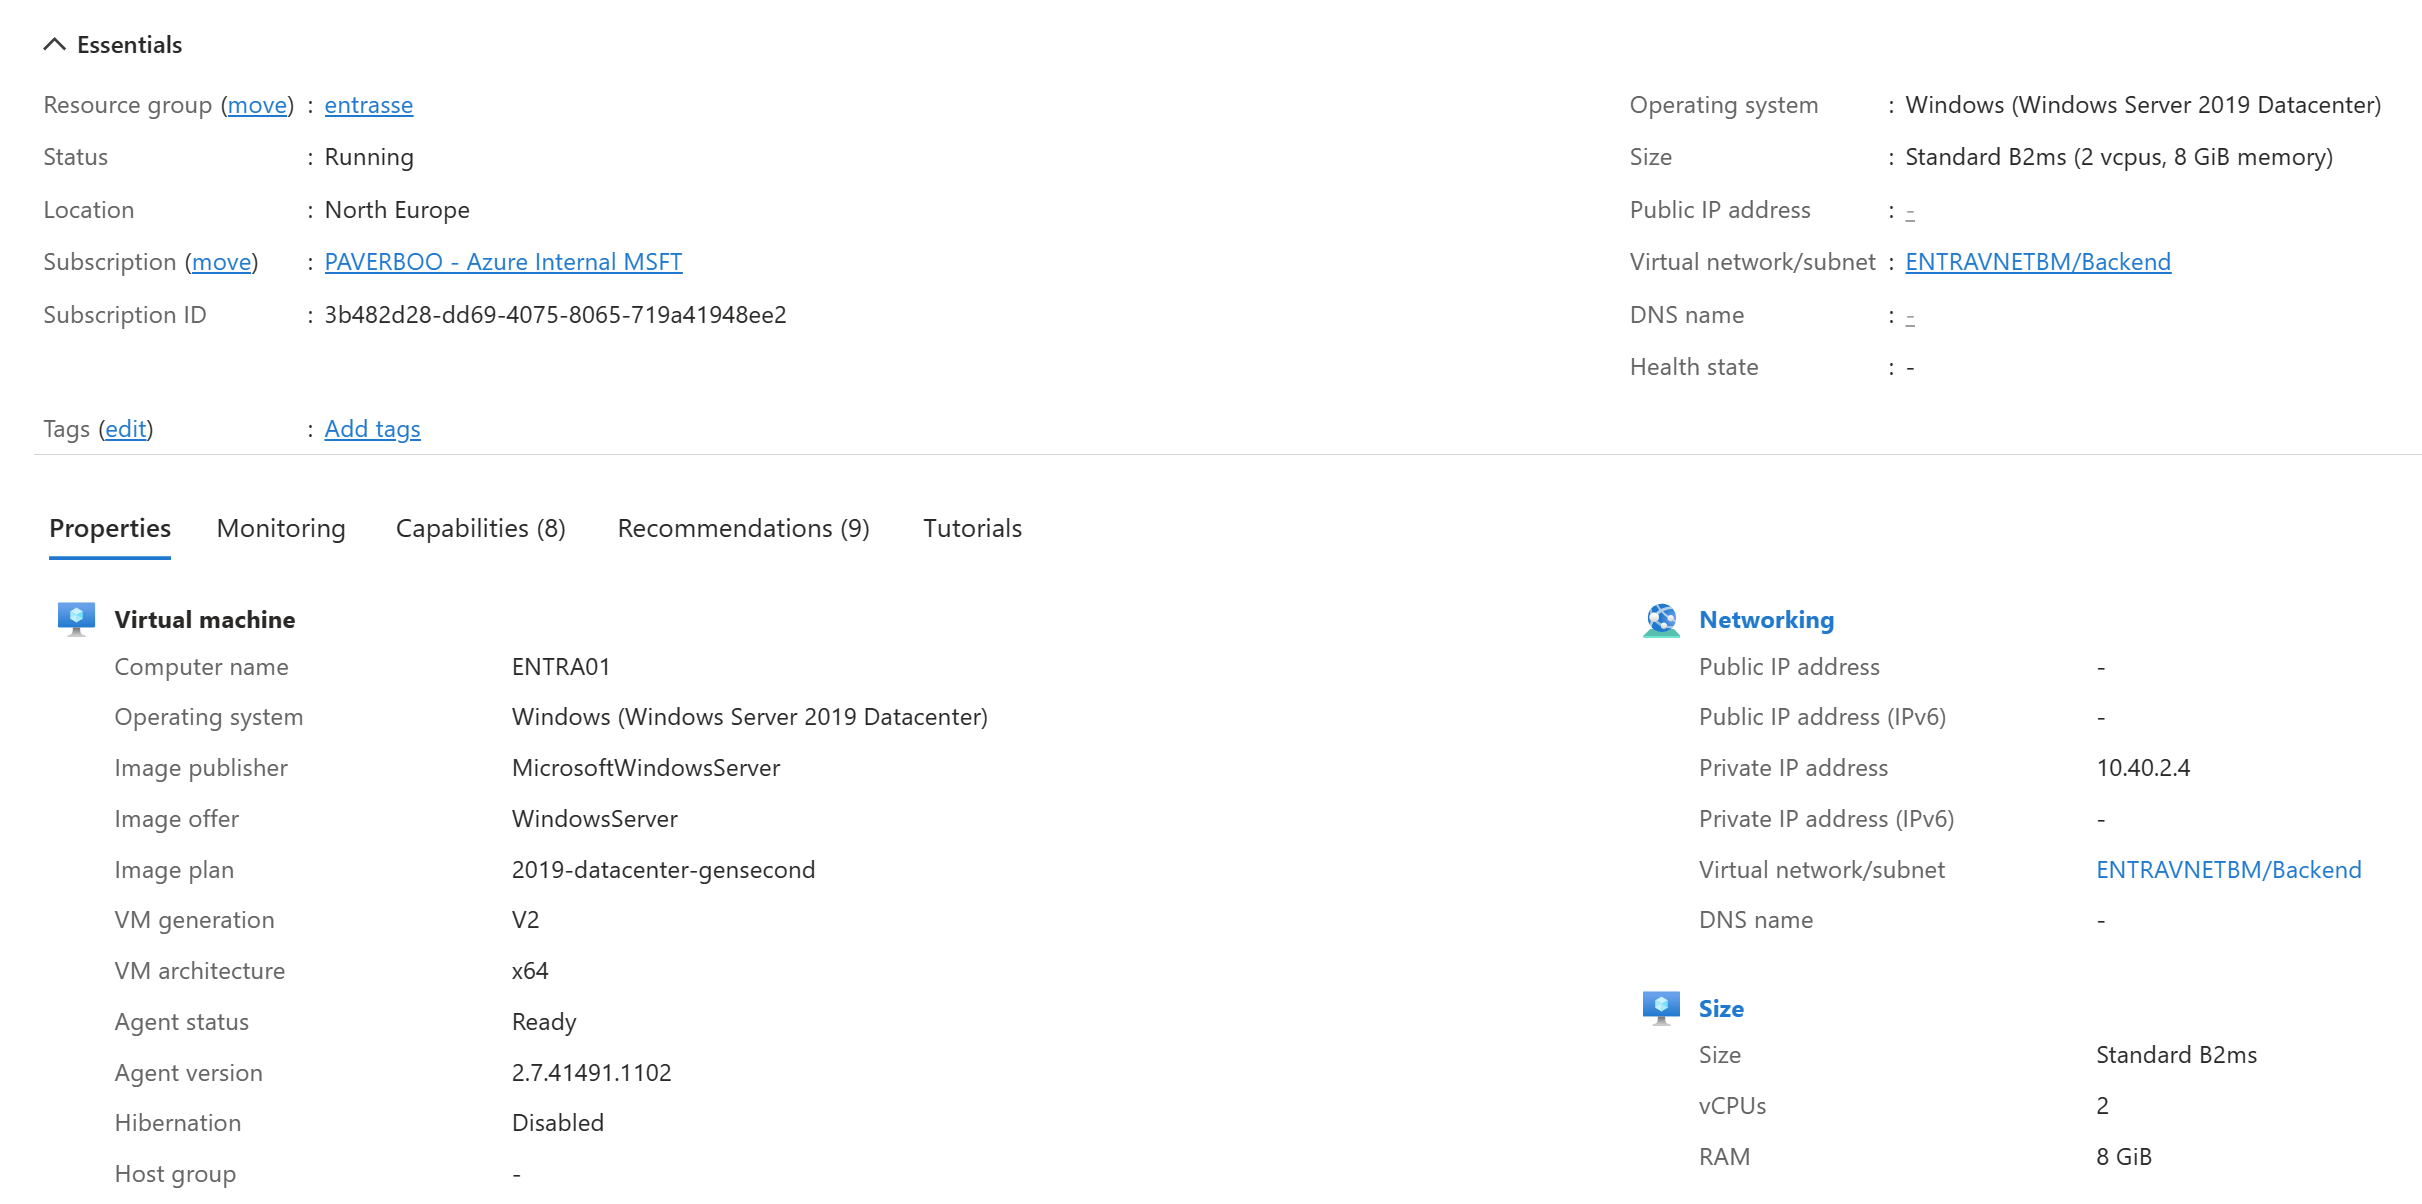 Essentials
Resource group (move) : entrasse
Status : Running
Location : North Europe
Subscription (move) : PAVERBOO - Azure Internal MSFT
Subscription ID : 3b482d28-dd69-4075-8065-719a41948ee2
Operating system : Windows (Windows Server 2019 Datacenter)
Size : Standard B2ms (2 vcpus, 8 GiB memory)
Public IP address : -
Virtual network/subnet : ENTRAVNETBM/Backend
DNS name : -
Health state : -
Tags (edit) : Add tags
Properties Monitoring Capabilities (8) Recommendations (9) Tutorials
Virtual machine
Computer name ENTRA01
Operating system Windows (Windows Server 2019 Datacenter)
Image publisher MicrosoftWindowsServer
Image offer WindowsServer
Image plan 2019-datacenter-gensecond
VM generation V2
VM architecture x64
Agent status Ready
Agent version 2.7.41491.1102
Hibernation Disabled
Host group -
Networking
Public IP address -
Public IP address (IPv6) -
Private IP address 10.40.2.4
Private IP address (IPv6) -
Virtual network/subnet ENTRAVNETBM/Backend
DNS name -
Size
Size Standard B2ms
vCPUs 2
RAM 8 GiB